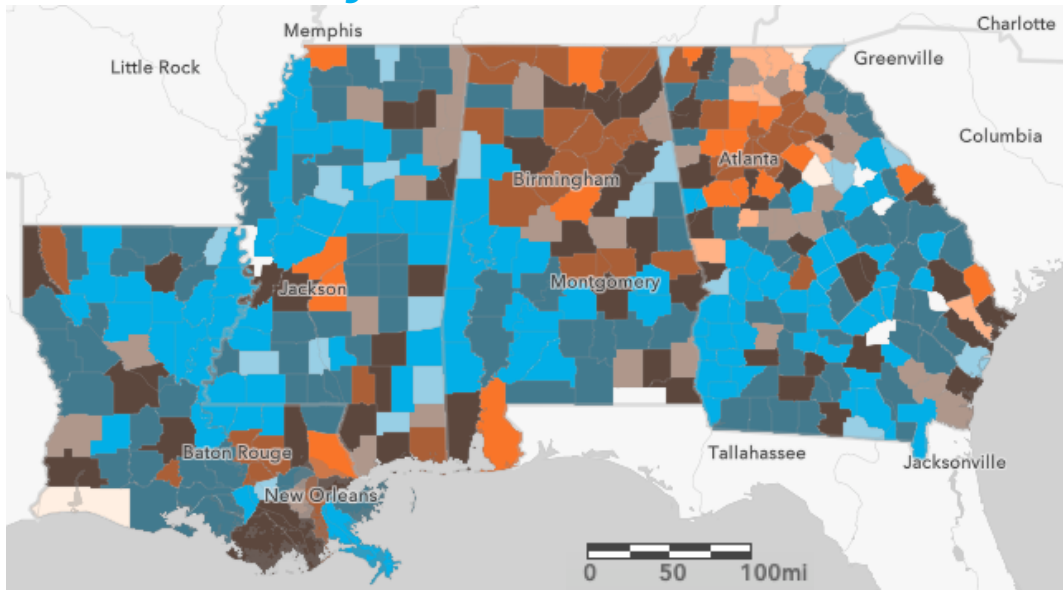 Memphis
Charlotte
Little Rock
Greenville
Columbia
Atlanta
Birmingham
Jackson
Montgomery
Baton Rouge
Tallahassee
Jacksonville
New Orleans
0 50 100mi